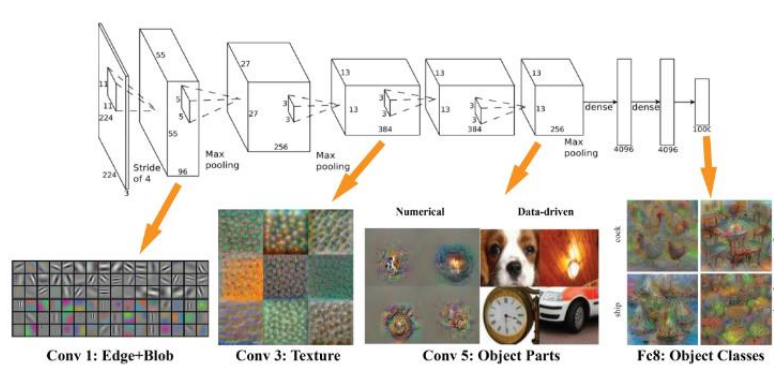 55
27
13
13
13
11
11
224
5
5
55
27
3
3
13
3
3
13
3
3
13
dense
dense
224
3
Stride
of 4
96
Max
pooling
256
Max
pooling
384
384
256
Max
pooling
4096
4096
Numerical
Data-driven
cock
ship
Conv 1: Edge+Blob
Conv 3: Texture
Conv 5: Object Parts
Fc8: Object Classes